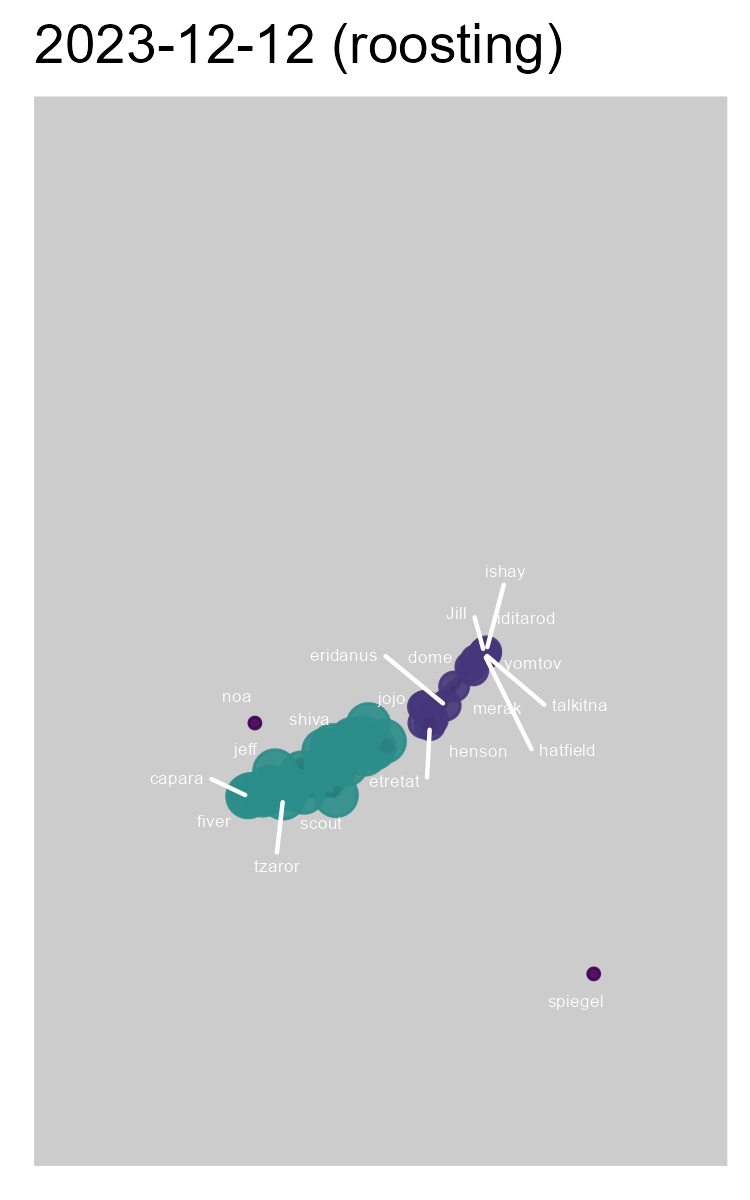 2023-12-12 (roosting)
ishay
Jill
iditarod
eridanus
dome
yomtov
noa
jojo
merak
talkitna
shiva
jeff
henson
hatfield
capara
etretat
fiver
scout
tzaror
spiegel